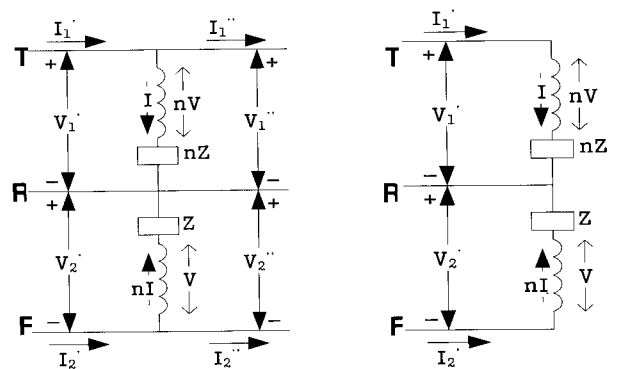 I₁' I₁''
T + +
V₁' I nV V₁''
nZ
− −
R + +
Z
V₂' nI V V₂''
F − −
I₂' I₂''
I₁'
T +
V₁' I nV
nZ
−
R +
Z
V₂' nI V
F −
I₂'